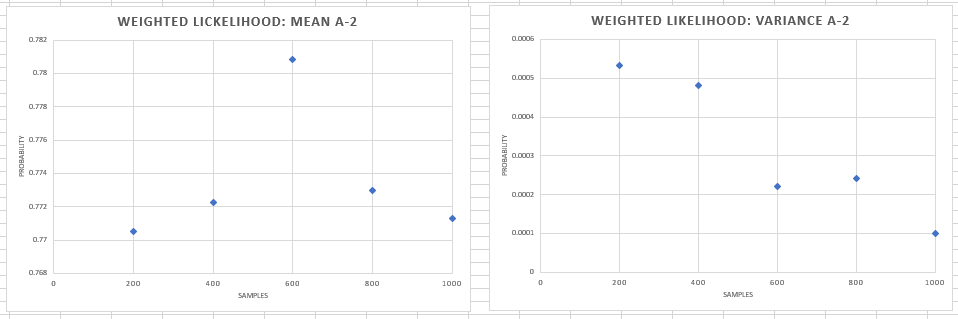 WEIGHTED LICKELIHOOD: MEAN A-2
0.782
0.78
0.778
0.776
0.774
0.772
0.77
0.768
PROBABILITY
0 200 400 600 800 1000
SAMPLES
WEIGHTED LIKELIHOOD: VARIANCE A-2
0.0006
0.0005
0.0004
0.0003
0.0002
0.0001
0
PROBABILITY
0 200 400 600 800 1000
SAMPLES